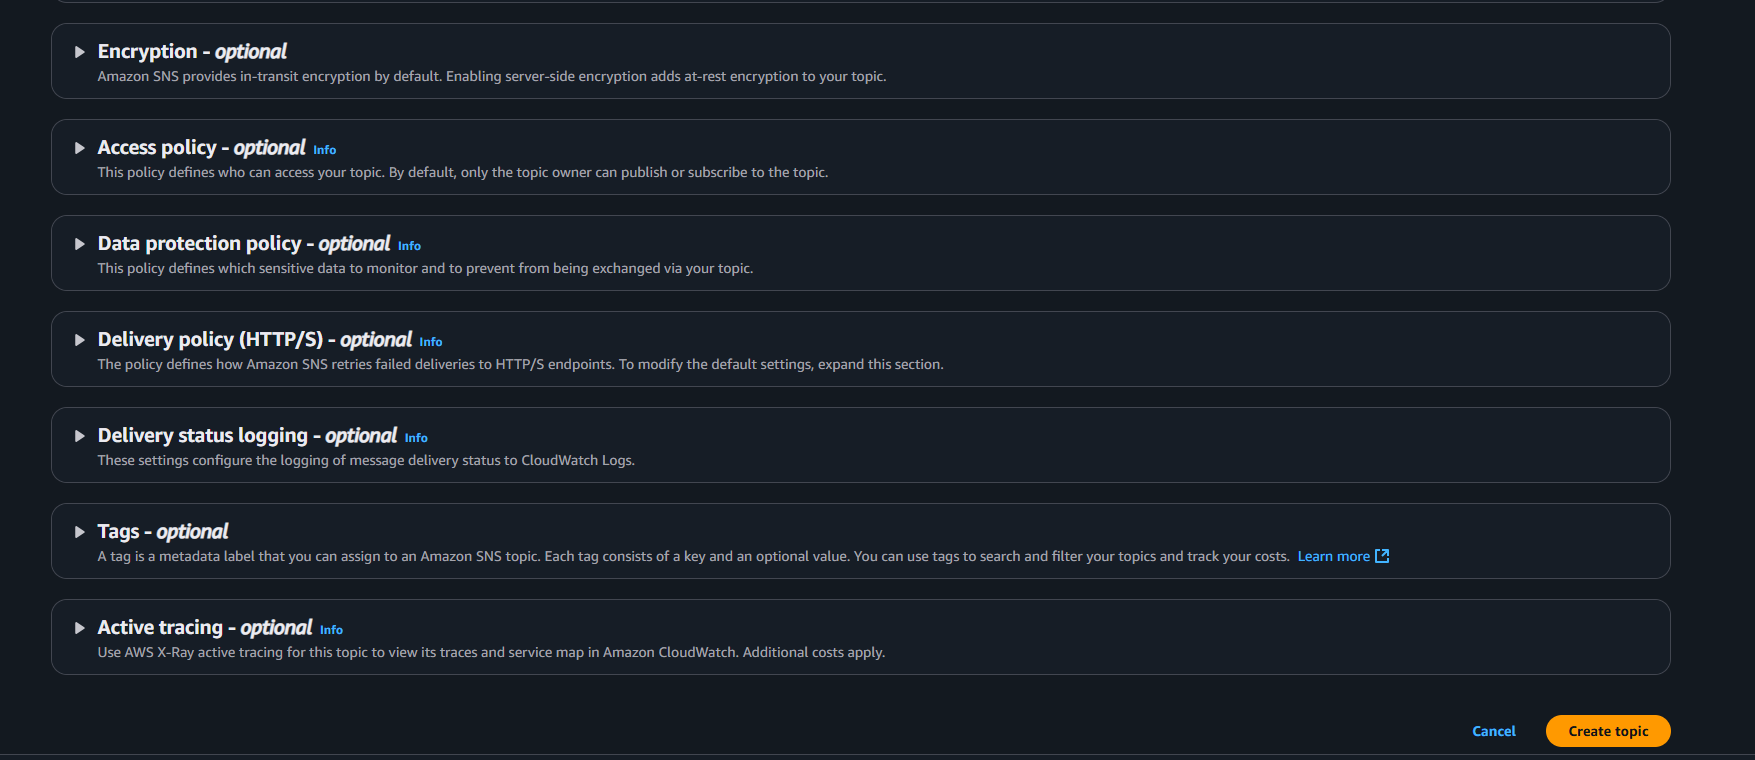 Encryption - optional
Amazon SNS provides in-transit encryption by default. Enabling server-side encryption adds at-rest encryption to your topic.
Access policy - optional Info
This policy defines who can access your topic. By default, only the topic owner can publish or subscribe to the topic.
Data protection policy - optional Info
This policy defines which sensitive data to monitor and to prevent from being exchanged via your topic.
Delivery policy (HTTP/S) - optional Info
The policy defines how Amazon SNS retries failed deliveries to HTTP/S endpoints. To modify the default settings, expand this section.
Delivery status logging - optional Info
These settings configure the logging of message delivery status to CloudWatch Logs.
Tags - optional
A tag is a metadata label that you can assign to an Amazon SNS topic. Each tag consists of a key and an optional value. You can use tags to search and filter your topics and track your costs. Learn more
Active tracing - optional Info
Use AWS X-Ray active tracing for this topic to view its traces and service map in Amazon CloudWatch. Additional costs apply.
Cancel Create topic